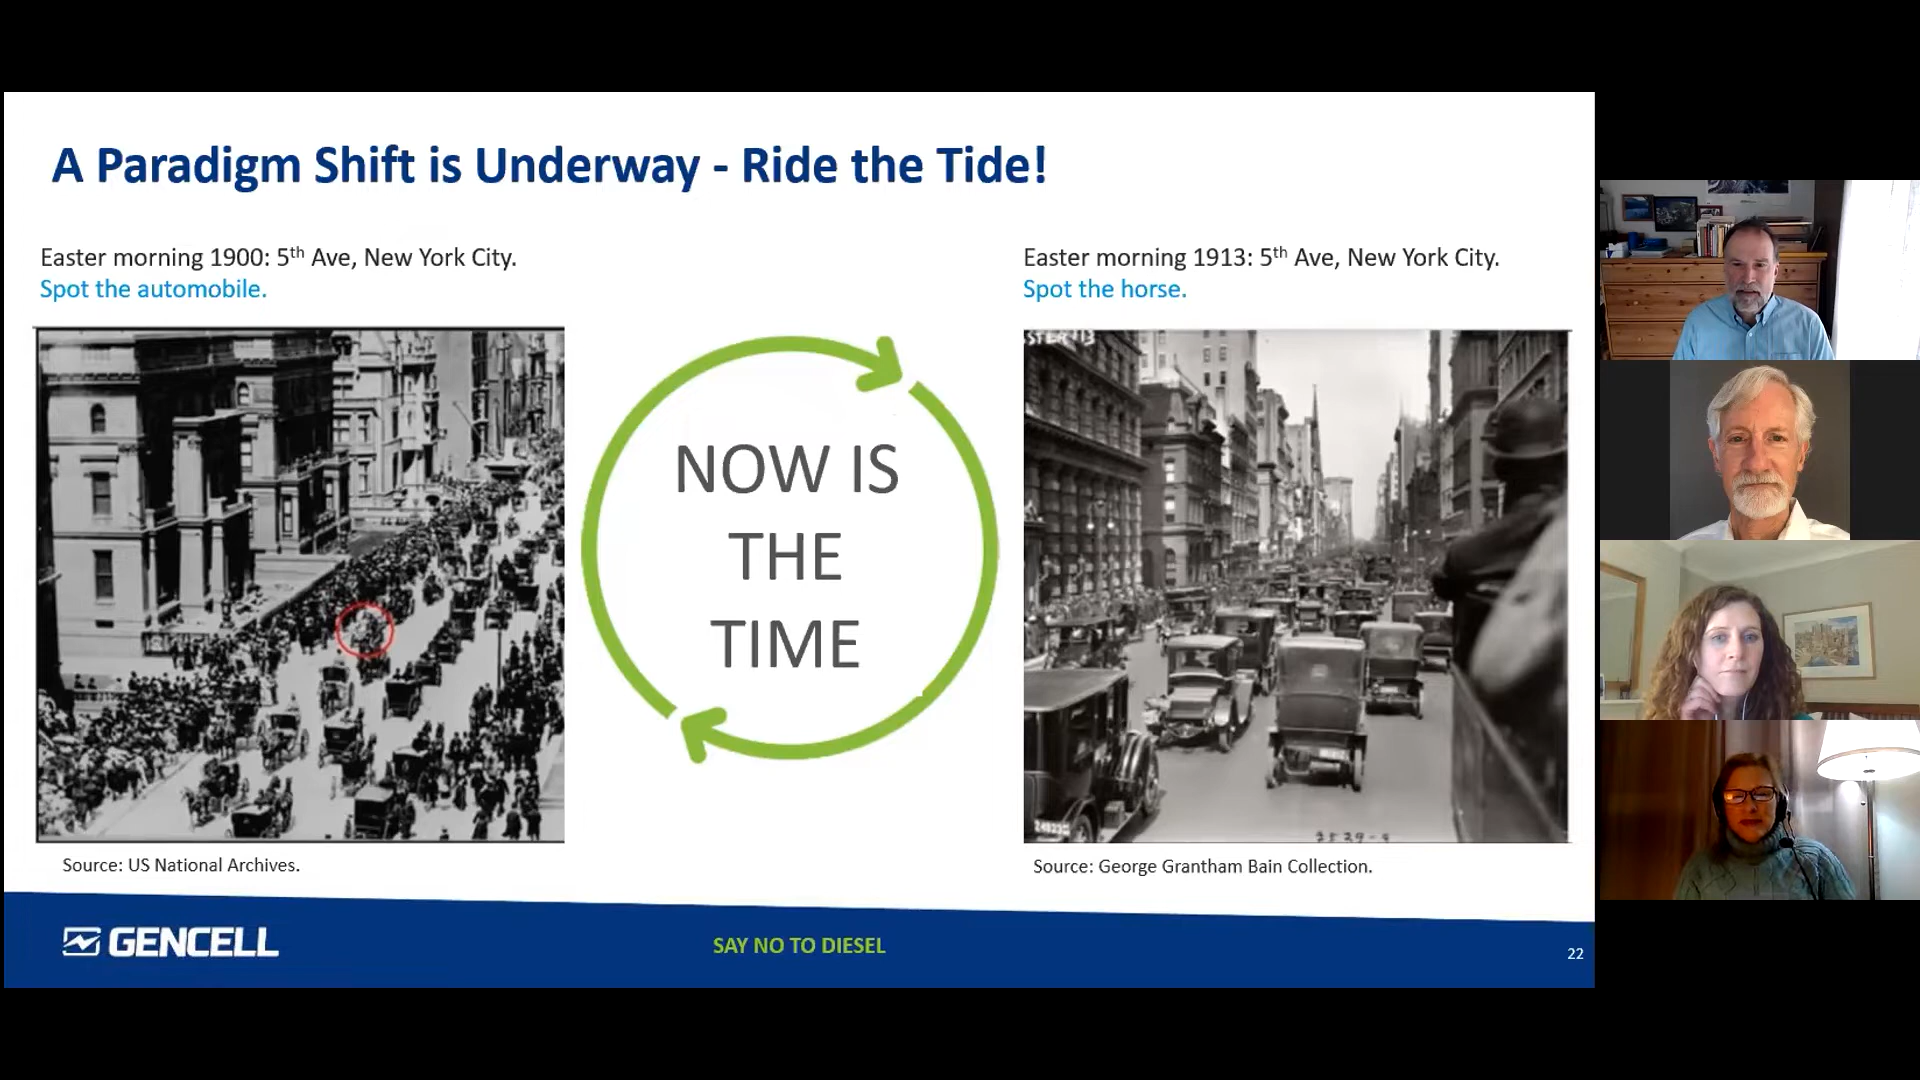 A Paradigm Shift is Underway - Ride the Tide!
Easter morning 1900: 5th Ave, New York City.
Spot the automobile.
Easter morning 1913: 5th Ave, New York City.
Spot the horse.
NOW IS
THE
TIME
Source: US National Archives.
Source: George Grantham Bain Collection.
GENCELL
SAY NO TO DIESEL
22